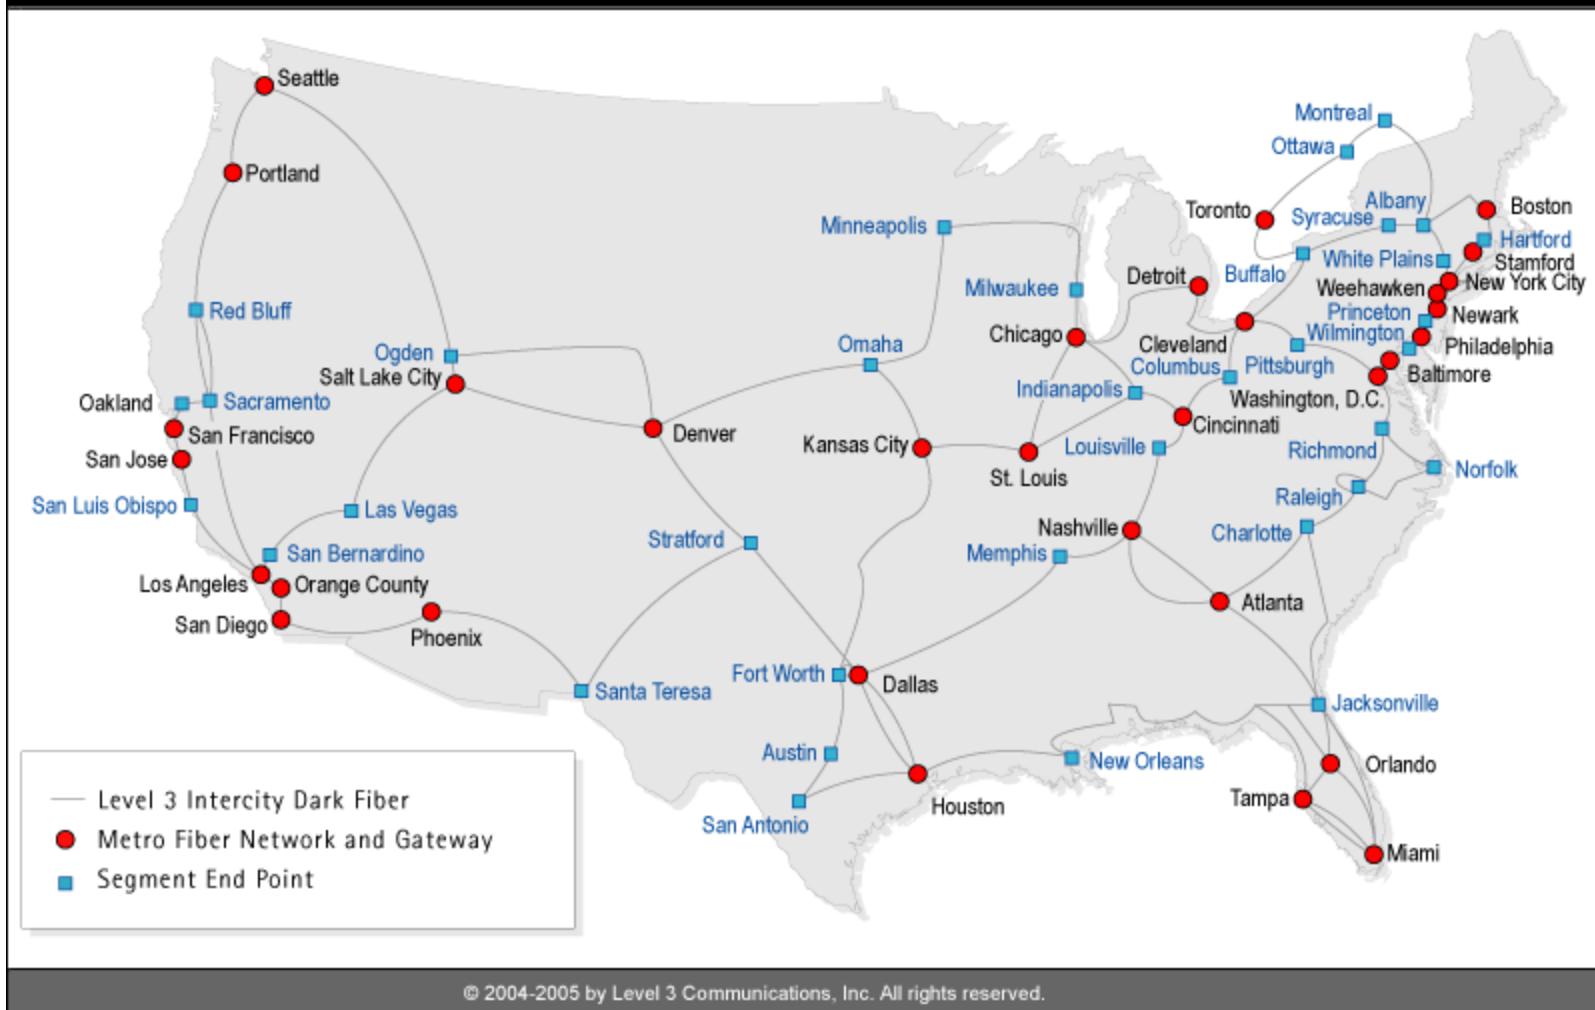 Seattle
Portland
Montreal
Ottawa
Toronto
Albany
Syracuse
Boston
Hartford
Minneapolis
Buffalo
White Plains
Stamford
Detroit
New York City
Milwaukee
Weehawken
Red Bluff
Princeton
Newark
Chicago
Wilmington
Cleveland
Philadelphia
Omaha
Ogden
Columbus
Pittsburgh
Salt Lake City
Baltimore
Indianapolis
Oakland
Sacramento
Washington, D.C.
San Francisco
Denver
Cincinnati
Kansas City
Louisville
Richmond
San Jose
St. Louis
Norfolk
San Luis Obispo
Las Vegas
Raleigh
Nashville
Charlotte
Stratford
San Bernardino
Memphis
Los Angeles
Orange County
Atlanta
San Diego
Phoenix
Fort Worth
Dallas
Santa Teresa
Jacksonville
Austin
New Orleans
Orlando
Houston
Tampa
San Antonio
Miami
Level 3 Intercity Dark Fiber
Metro Fiber Network and Gateway
Segment End Point
© 2004-2005 by Level 3 Communications, Inc. All rights reserved.